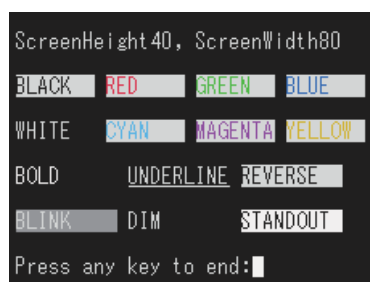 ScreenHeight40, ScreenWidth80
BLACK RED GREEN BLUE
WHITE CYAN MAGENTA YELLOW
BOLD UNDERLINE REVERSE
BLINK DIM STANDOUT
Press any key to end: